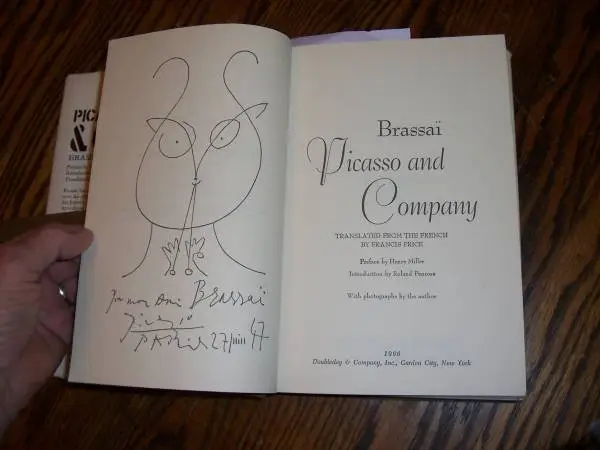 PIC
&
BRAS
Pour mon Ami Brassaï
Picasso
PARIS 27 juin 47
Brassaï
Picasso and
Company
TRANSLATED FROM THE FRENCH
BY FRANCIS PRICE
Preface by Henry Miller
Introduction by Roland Penrose
With photographs by the author
1966
Doubleday & Company, Inc., Garden City, New York